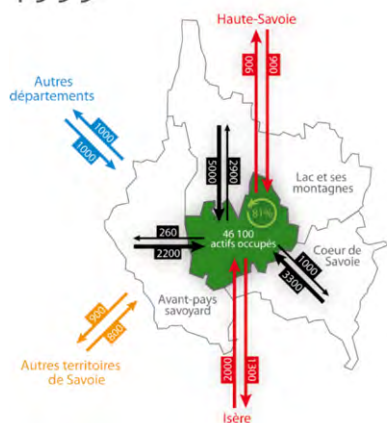 Haute-Savoie
Autres
départements
1000
1000
900
900
5000
2900
Lac et ses
montagnes
81%
46 100
actifs occupés
Coeur de
Savoie
260
2200
1000
3300
Avant-pays
savoyard
900
800
Autres territoires
de Savoie
2000
1300
Isère